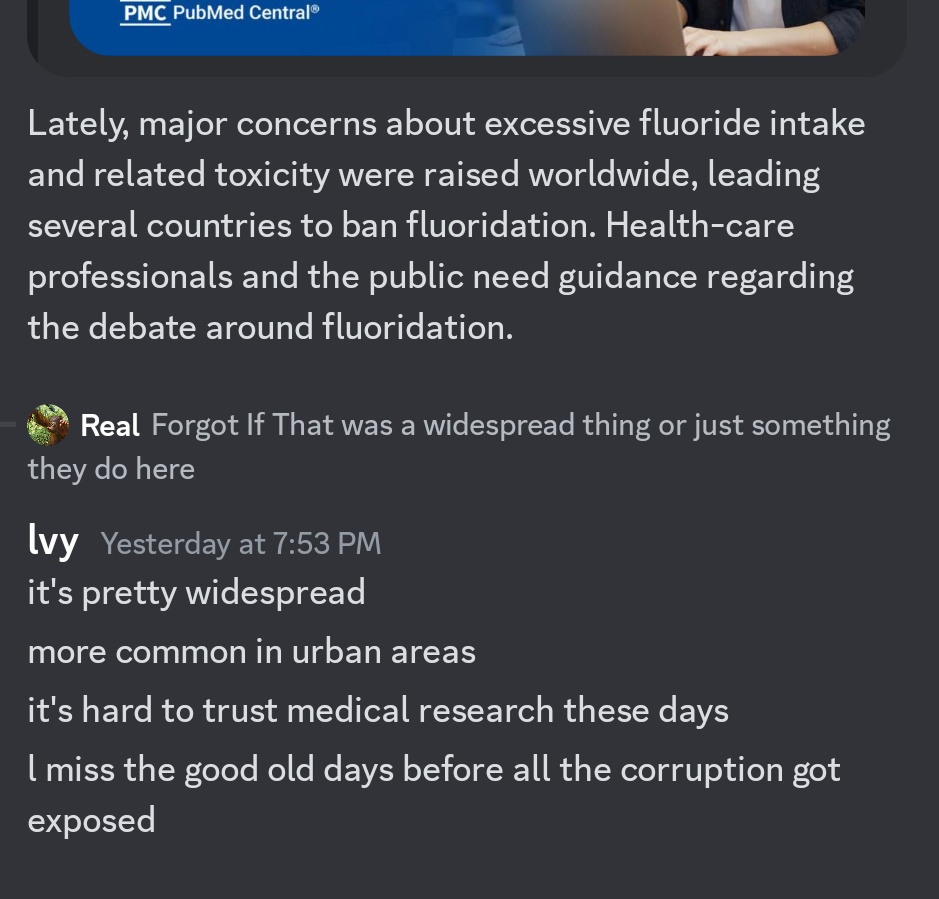 PMC PubMed Central®
Lately, major concerns about excessive fluoride intake
and related toxicity were raised worldwide, leading
several countries to ban fluoridation. Health-care
professionals and the public need guidance regarding
the debate around fluoridation.
Real Forgot If That was a widespread thing or just something
they do here
lvy Yesterday at 7:53 PM
it's pretty widespread
more common in urban areas
it's hard to trust medical research these days
l miss the good old days before all the corruption got
exposed